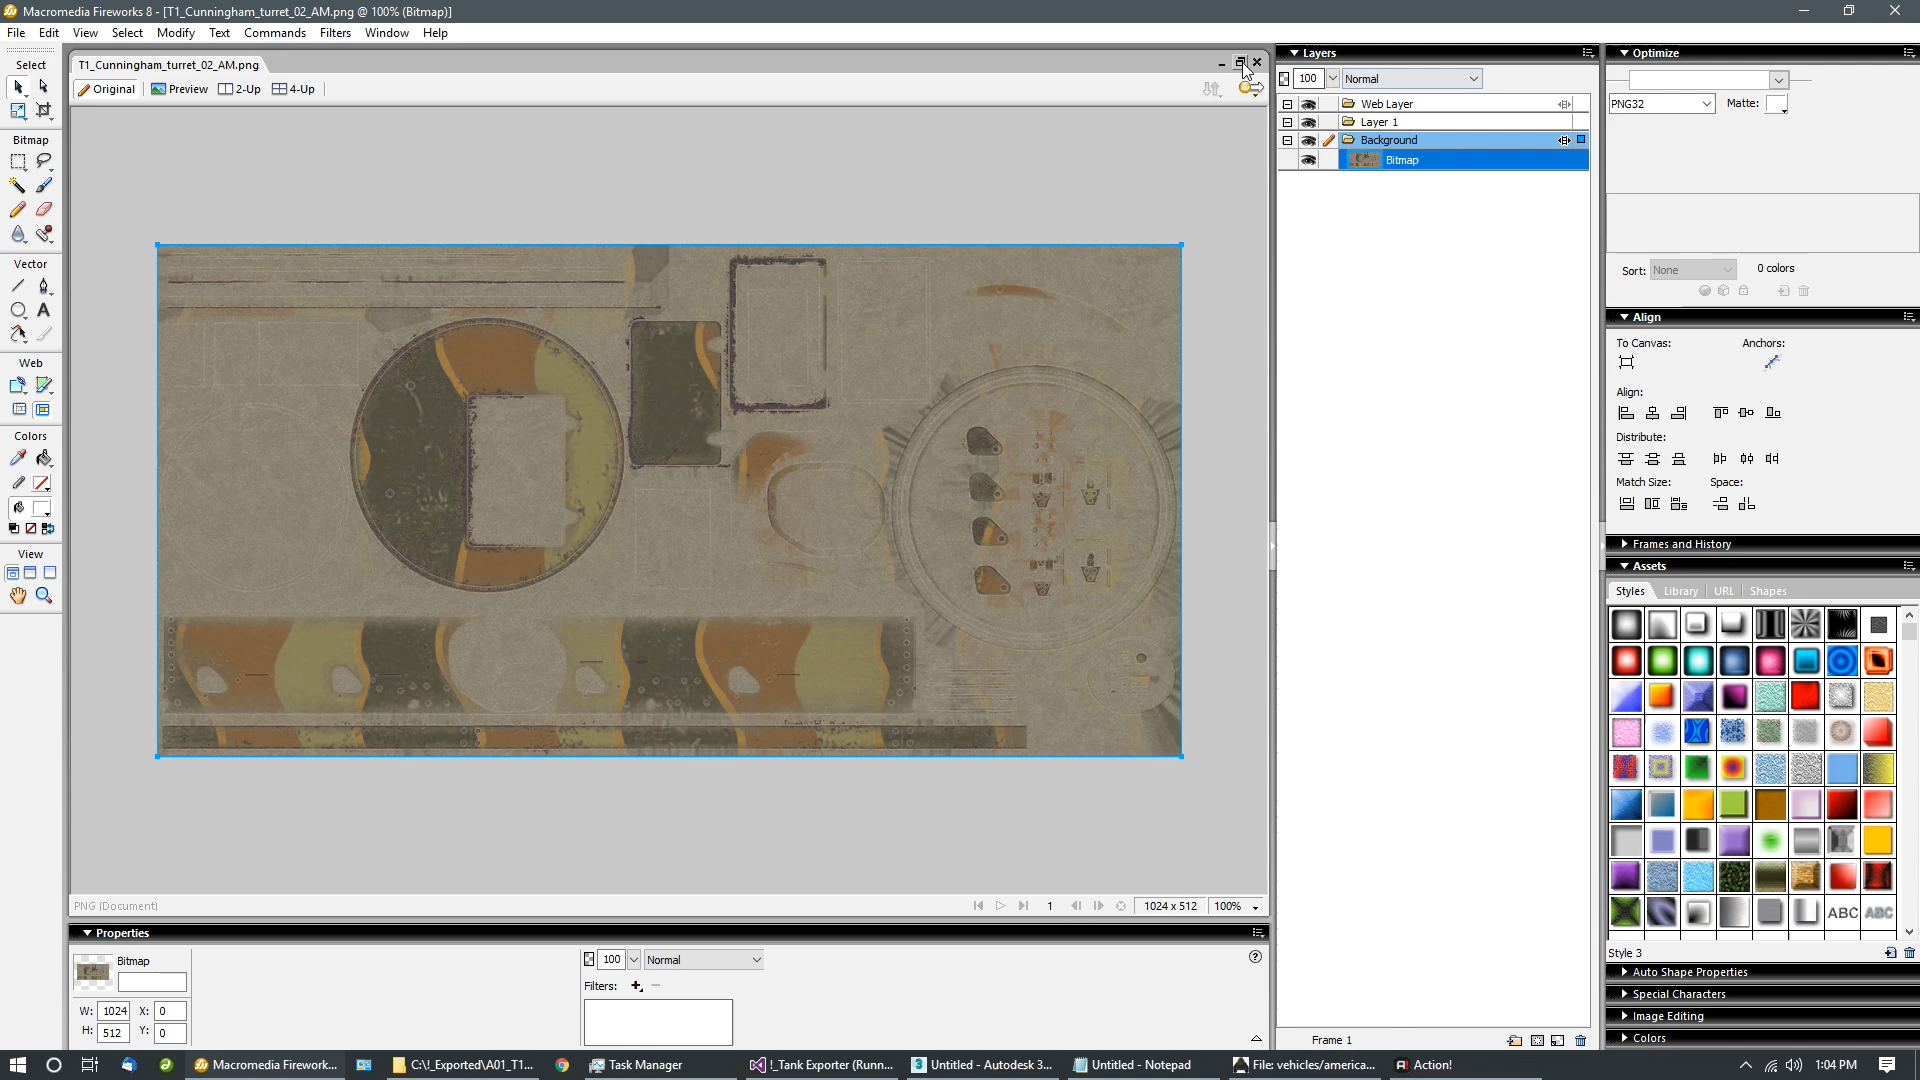 Macromedia Fireworks 8 - [T1_Cunningham_turret_02_AM.png @ 100% (Bitmap)]
File Edit View Select Modify Text Commands Filters Window Help
Select
T1_Cunningham_turret_02_AM.png
Original Preview 2-Up 4-Up
Bitmap
Vector
Web
Colors
View
PNG (Document)
1 1024 x 512 100%
Properties
Bitmap
W: 1024 X: 0
H: 512 Y: 0
100 Normal
Filters:
Layers
100 Normal
Web Layer
Layer 1
Background
Bitmap
Frame 1
Optimize
PNG32 Matte:
Sort: None 0 colors
Align
To Canvas: Anchors:
Align:
Distribute:
Match Size: Space:
Frames and History
Assets
Styles Library URL Shapes
ABC ABC
Style 3
Auto Shape Properties
Special Characters
Image Editing
Colors
Macromedia Firework... C:\!_Exported\A01_T1... Task Manager !_Tank Exporter (Runn... Untitled - Autodesk 3... Untitled - Notepad File: vehicles/america... Action! 1:04 PM